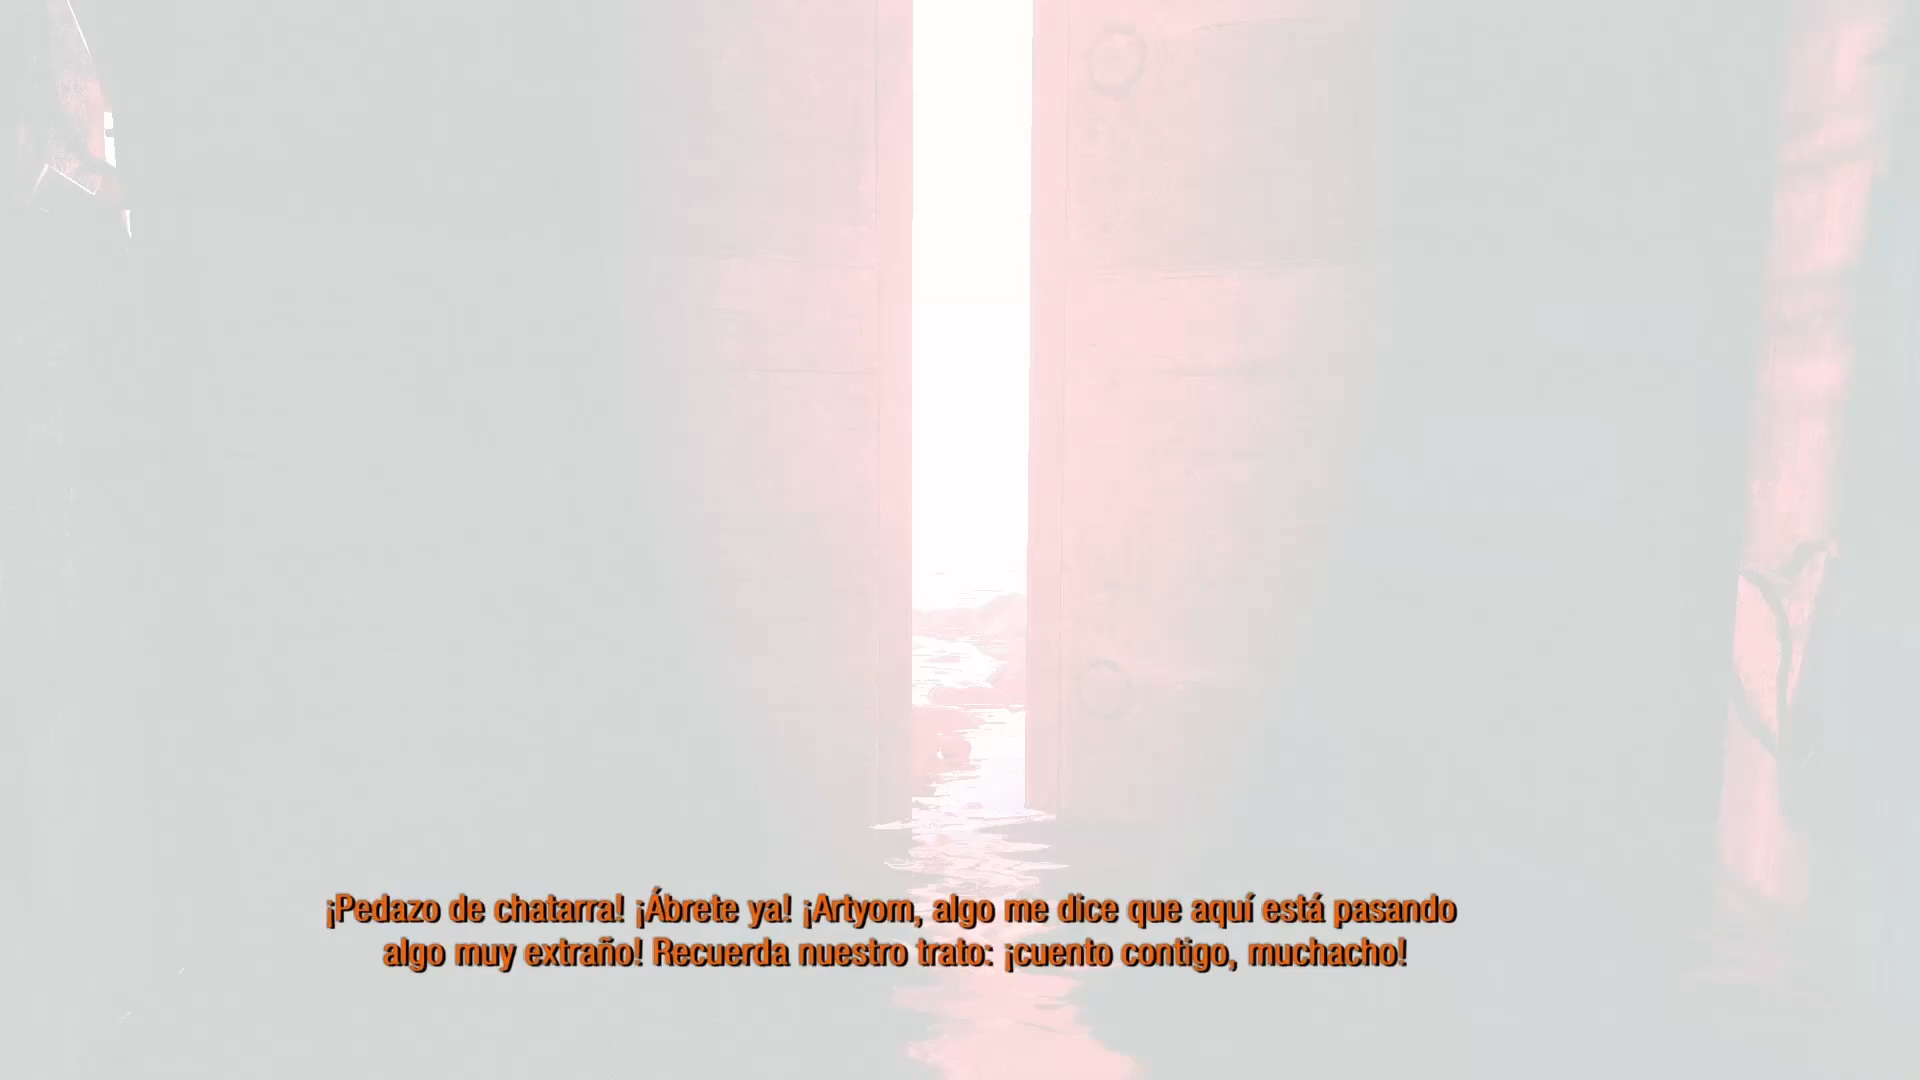 ¡Pedazo de chatarra! ¡Ábrete ya! ¡Artyom, algo me dice que aquí está pasando
algo muy extraño! Recuerda nuestro trato: ¡cuento contigo, muchacho!